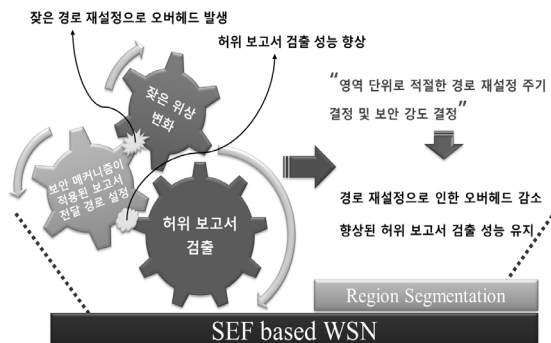 잦은 경로 재설정으로 오버헤드 발생
허위 보고서 검출 성능 향상
잦은 위상
변화
보안 메커니즘이
적용된 보고서
전달 경로 설정
허위 보고서
검출
“영역 단위로 적절한 경로 재설정 주기
결정 및 보안 강도 결정”
경로 재설정으로 인한 오버헤드 감소
향상된 허위 보고서 검출 성능 유지
Region Segmentation
SEF based WSN